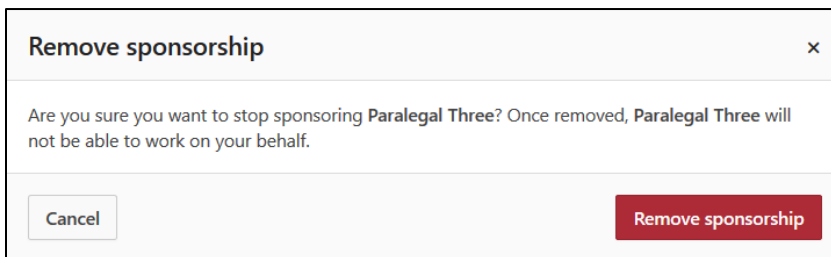 Remove sponsorship ×
Are you sure you want to stop sponsoring Paralegal Three? Once removed, Paralegal Three will
not be able to work on your behalf.
Cancel Remove sponsorship